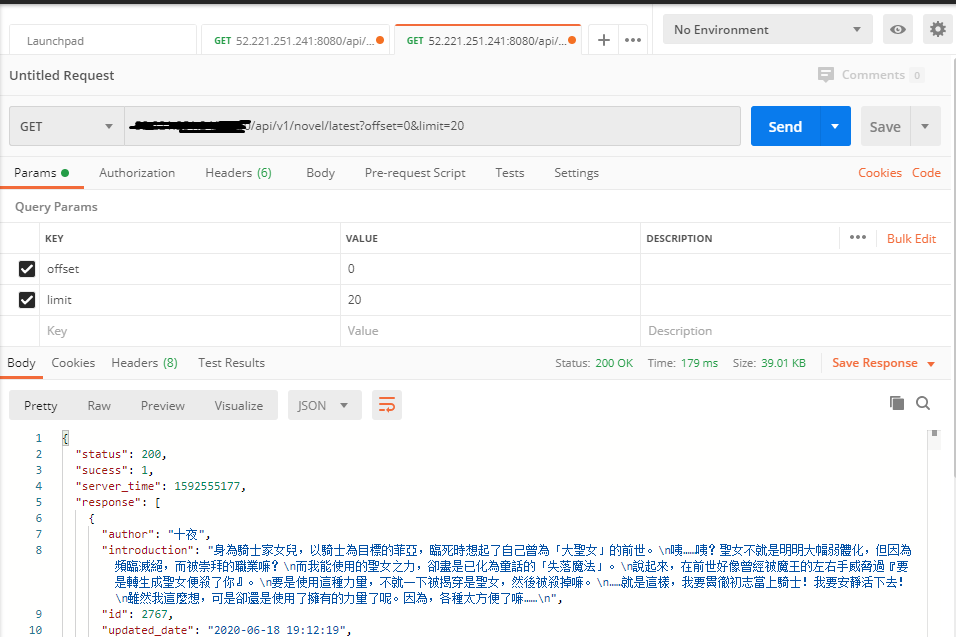 Launchpad
GET 52.221.251.241:8080/api/...
GET 52.221.251.241:8080/api/...
No Environment
Untitled Request
Comments 0
GET
/api/v1/novel/latest?offset=0&limit=20
Send
Save
Params Authorization Headers (6) Body Pre-request Script Tests Settings Cookies Code
Query Params
KEY VALUE DESCRIPTION ••• Bulk Edit
offset 0
limit 20
Key Value Description
Body Cookies Headers (8) Test Results Status: 200 OK Time: 179 ms Size: 39.01 KB Save Response
Pretty Raw Preview Visualize JSON
1 {
2 "status": 200,
3 "sucess": 1,
4 "server_time": 1592555177,
5 "response": [
6 {
7 "author": "十夜",
8 "introduction": "身為騎士家女兒，以騎士為目標的菲亞，臨死時想起了自己曾為「大聖女」的前世。\n咦……咦？聖女不就是明明大幅弱體化，但因為
頻臨滅絕，而被崇拜的職業嘛？\n而我能使用的聖女之力，卻盡是已化為童話的「失落魔法」。\n說起來，在前世好像曾經被魔王的左右手威脅過『要
是轉生成聖女便殺了你』。\n要是使用這種力量，不就一下被揭穿是聖女，然後被殺掉嘛。\n……就是這樣，我要貫徹初志當上騎士！我要安靜活下去！
\n雖然我這麼想，可是卻還是使用了擁有的力量了呢。因為，各種太方便了嘛……\n",
9 "id": 2767,
10 "updated_date": "2020-06-18 19:12:19",